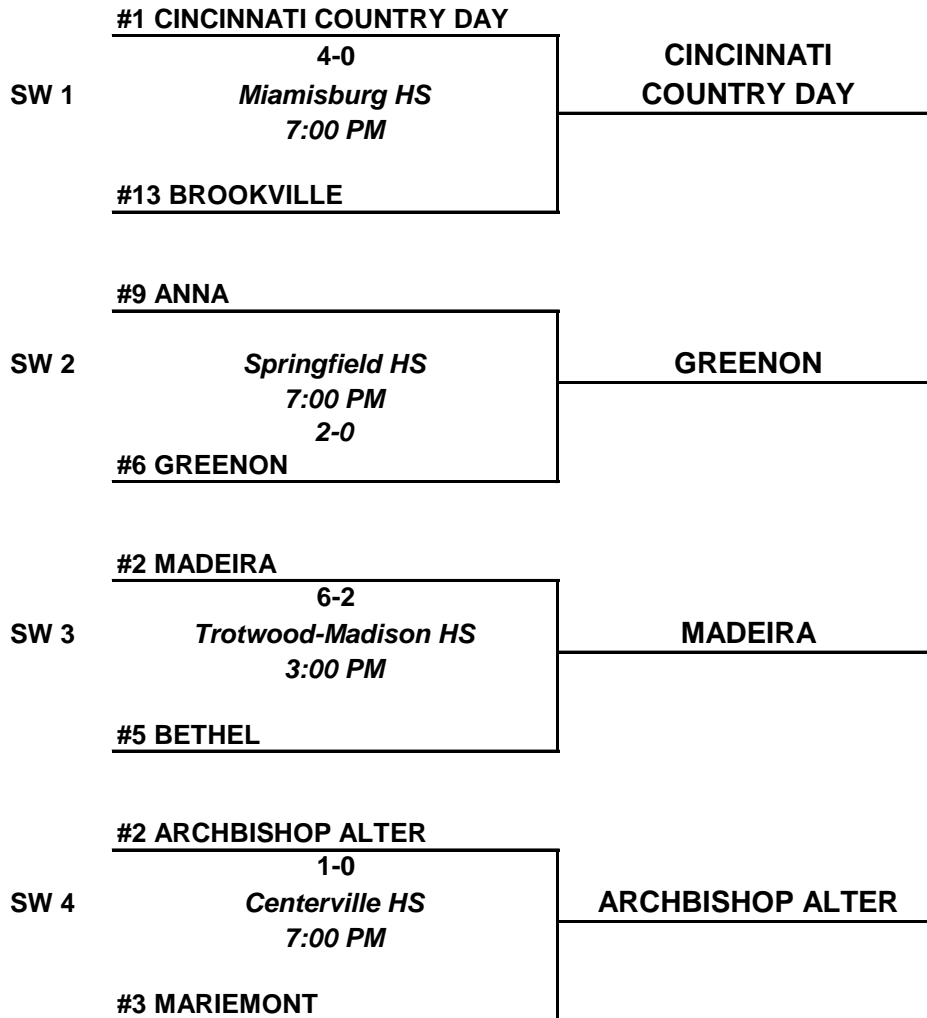 #1 CINCINNATI COUNTRY DAY
4-0
CINCINNATI
SW 1 Miamisburg HS COUNTRY DAY
7:00 PM
#13 BROOKVILLE
#9 ANNA
SW 2 Springfield HS GREENON
7:00 PM
2-0
#6 GREENON
#2 MADEIRA
6-2
SW 3 Trotwood-Madison HS MADEIRA
3:00 PM
#5 BETHEL
#2 ARCHBISHOP ALTER
1-0
SW 4 Centerville HS ARCHBISHOP ALTER
7:00 PM
#3 MARIEMONT